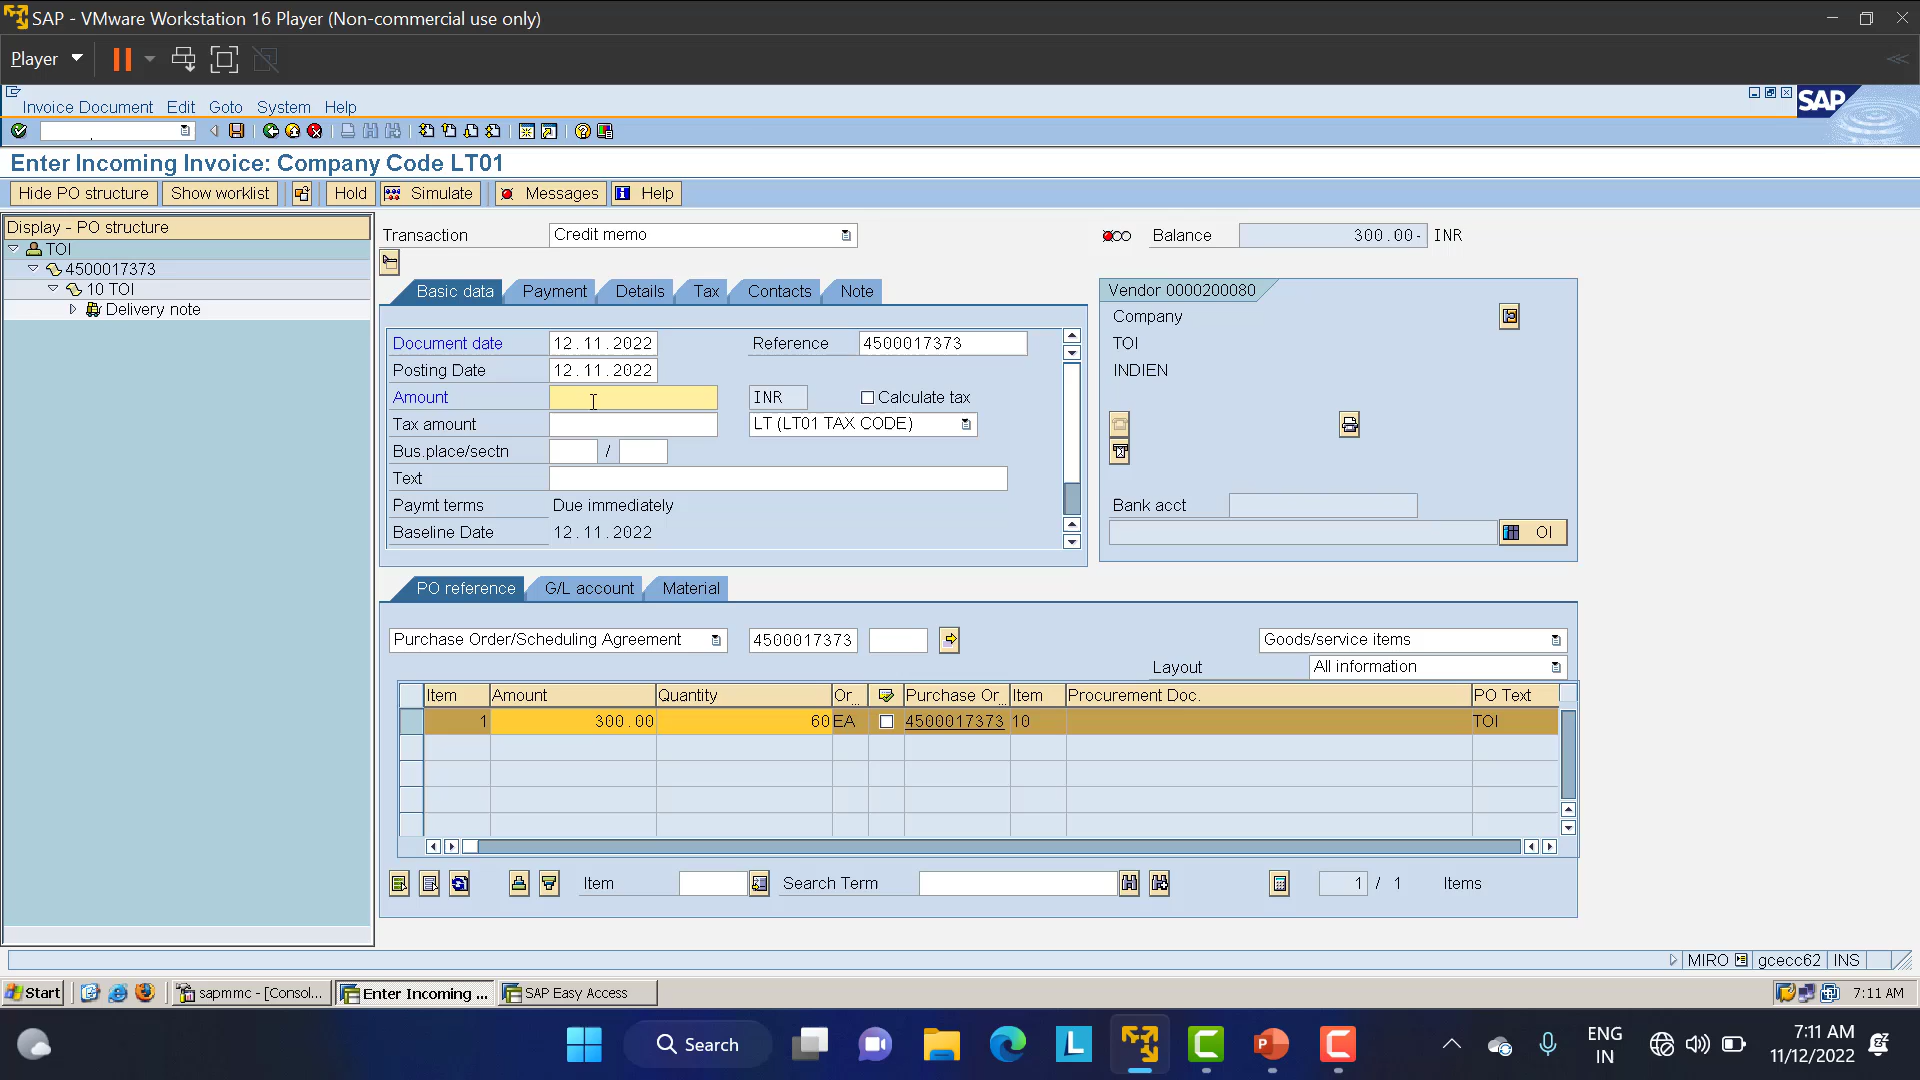 SAP - VMware Workstation 16 Player (Non-commercial use only)
Player
Invoice Document Edit Goto System Help
SAP
Enter Incoming Invoice: Company Code LT01
Hide PO structure Show worklist Hold Simulate Messages Help
Display - PO structure
TOI
4500017373
10 TOI
Delivery note
Transaction Credit memo Balance 300.00- INR
Basic data Payment Details Tax Contacts Note
Document date 12.11.2022 Reference 4500017373
Posting Date 12.11.2022
Amount INR Calculate tax
Tax amount LT (LT01 TAX CODE)
Bus.place/sectn /
Text
Paymt terms Due immediately
Baseline Date 12.11.2022
Vendor 0000200080
Company
TOI
INDIEN
Bank acct
OI
PO reference G/L account Material
Purchase Order/Scheduling Agreement 4500017373 Goods/service items
Layout All information
Item Amount Quantity Or... Purchase Or... Item Procurement Doc. PO Text
1 300.00 60 EA 4500017373 10 TOI
Item Search Term 1 / 1 Items
MIRO gcecc62 INS
Start sapmmc - [Consol... Enter Incoming ... SAP Easy Access 7:11 AM
Search
ENG
IN
7:11 AM
11/12/2022